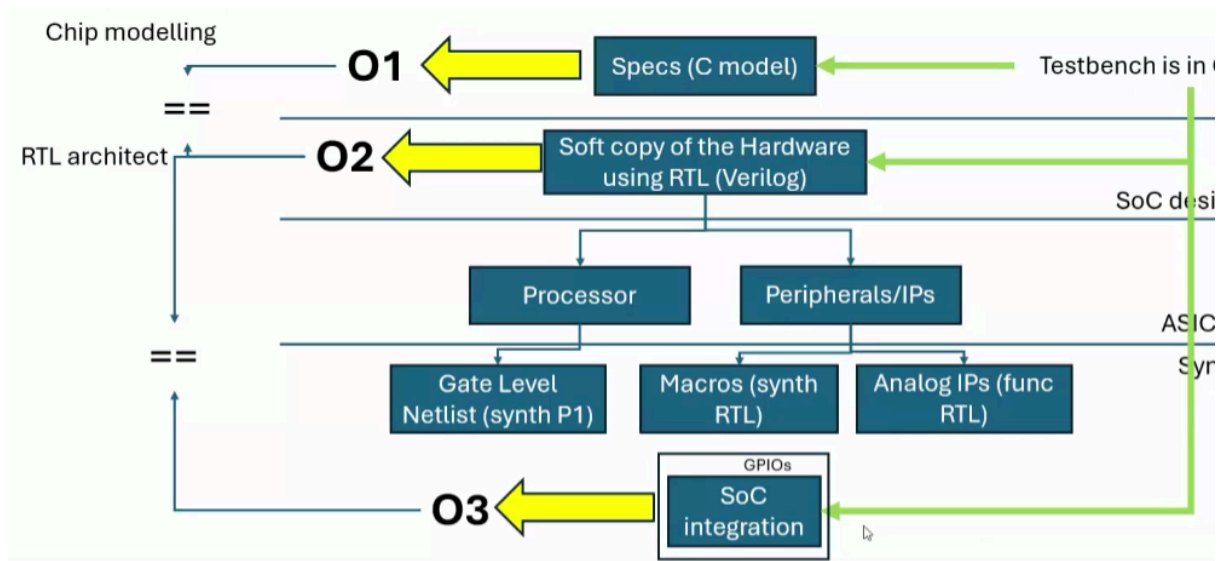 Chip modelling
O1
Specs (C model)
Testbench is in
==
RTL architect
O2
Soft copy of the Hardware
using RTL (Verilog)
SoC
Processor
Peripherals/IPs
ASIC
==
Gate Level
Netlist (synth P1)
Macros (synth
RTL)
Analog IPs (func
RTL)
GPIOs
O3
SoC
integration